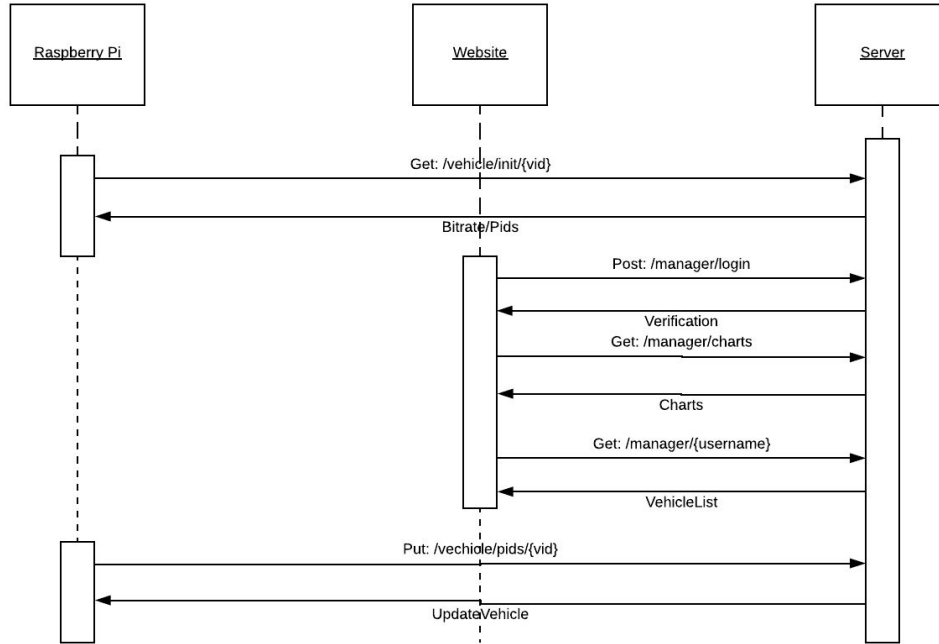 Raspberry Pi
Website
Server
Get: /vehicle/init/{vid}
Bitrate/Pids
Post: /manager/login
Verification
Get: /manager/charts
Charts
Get: /manager/{username}
VehicleList
Put: /vechicle/pids/{vid}
UpdateVehicle